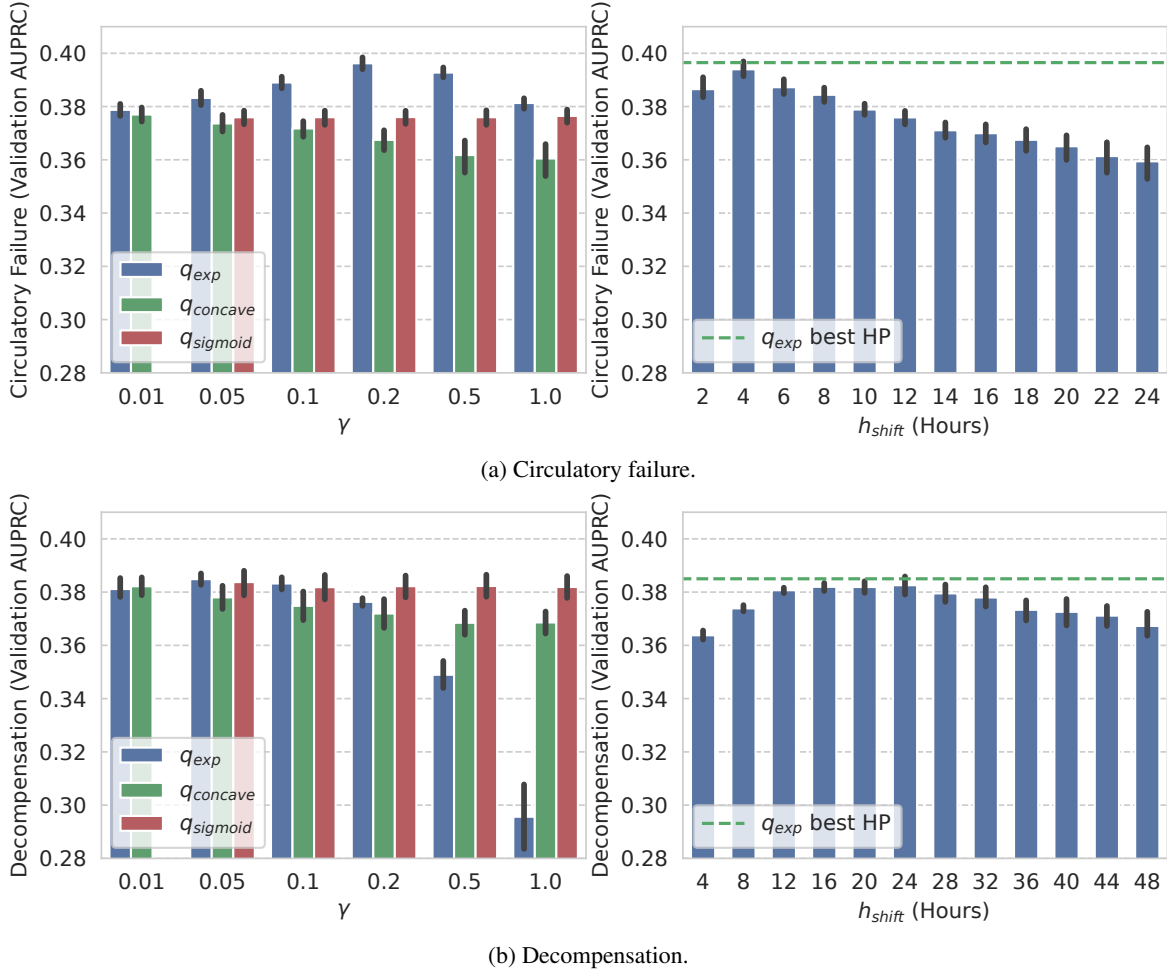 Circulatory Failure (Validation AUPRC)
0.40
0.38
0.36
0.34
0.32
0.30
0.28
q_exp
q_concave
q_sigmoid
0.01 0.05 0.1 0.2 0.5 1.0
γ
Circulatory Failure (Validation AUPRC)
0.40
0.38
0.36
0.34
0.32
0.30
0.28
q_exp best HP
2 4 6 8 10 12 14 16 18 20 22 24
h_shift (Hours)
(a) Circulatory failure.
Decompensation (Validation AUPRC)
0.40
0.38
0.36
0.34
0.32
0.30
0.28
q_exp
q_concave
q_sigmoid
0.01 0.05 0.1 0.2 0.5 1.0
γ
Decompensation (Validation AUPRC)
0.40
0.38
0.36
0.34
0.32
0.30
0.28
q_exp best HP
4 8 12 16 20 24 28 32 36 40 44 48
h_shift (Hours)
(b) Decompensation.